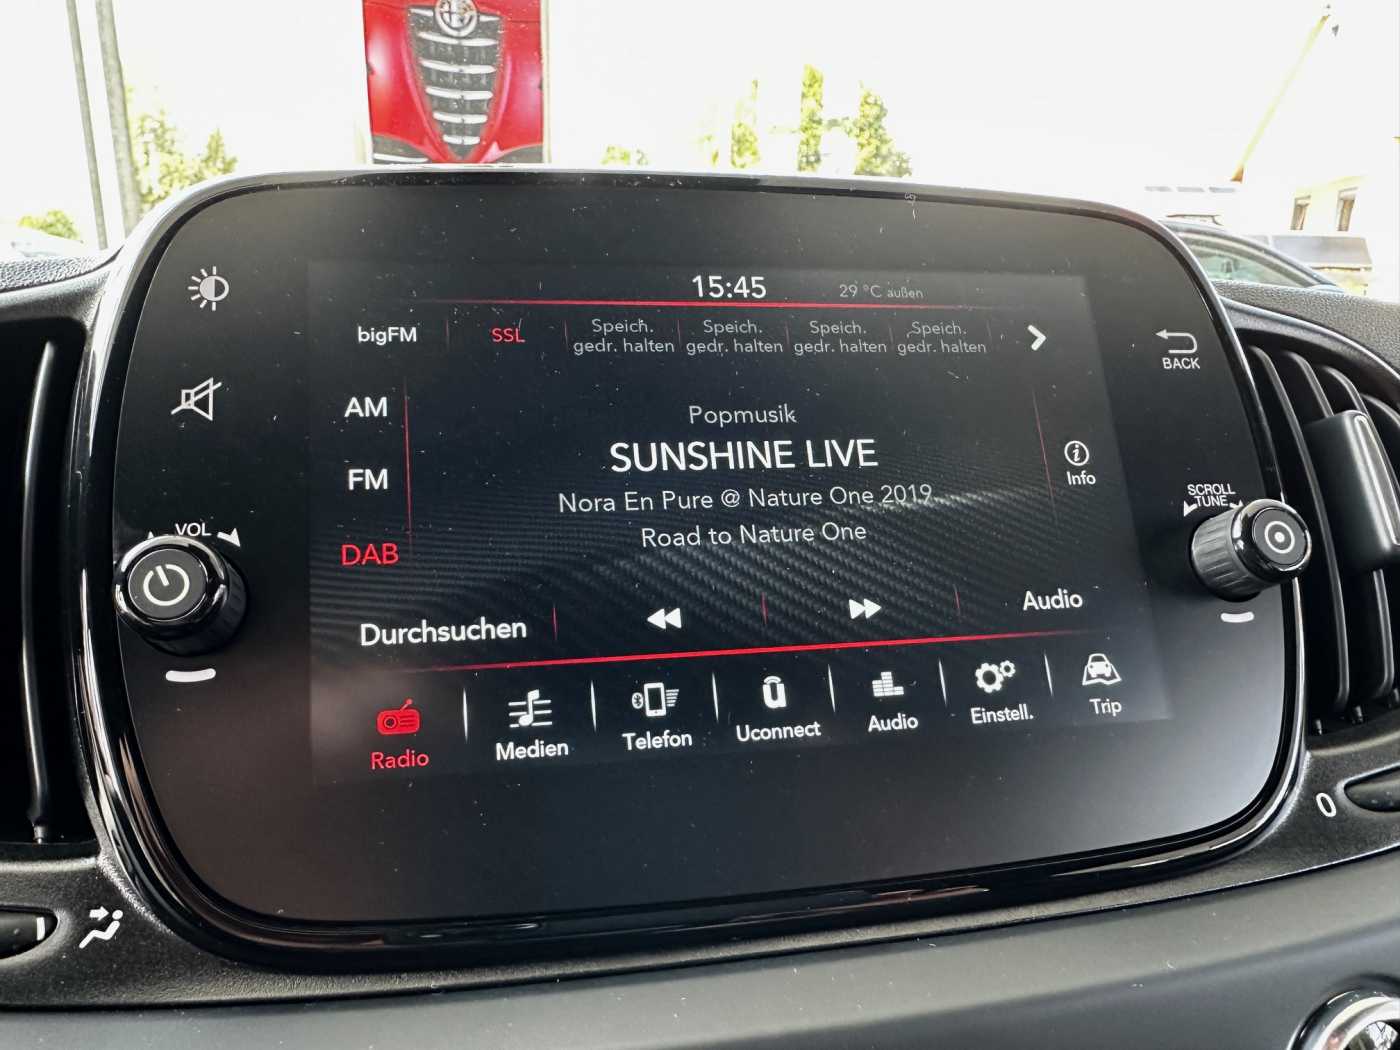 15:45
29 °C außen
bigFM
SSL
Speich.
gedr. halten
Speich.
gedr. halten
Speich.
gedr. halten
Speich.
gedr. halten
BACK
AM
FM
DAB
Popmusik
SUNSHINE LIVE
Nora En Pure @ Nature One 2019
Road to Nature One
Info
VOL
SCROLL
TUNE
Durchsuchen
Audio
Radio
Medien
Telefon
Uconnect
Audio
Einstell.
Trip
0